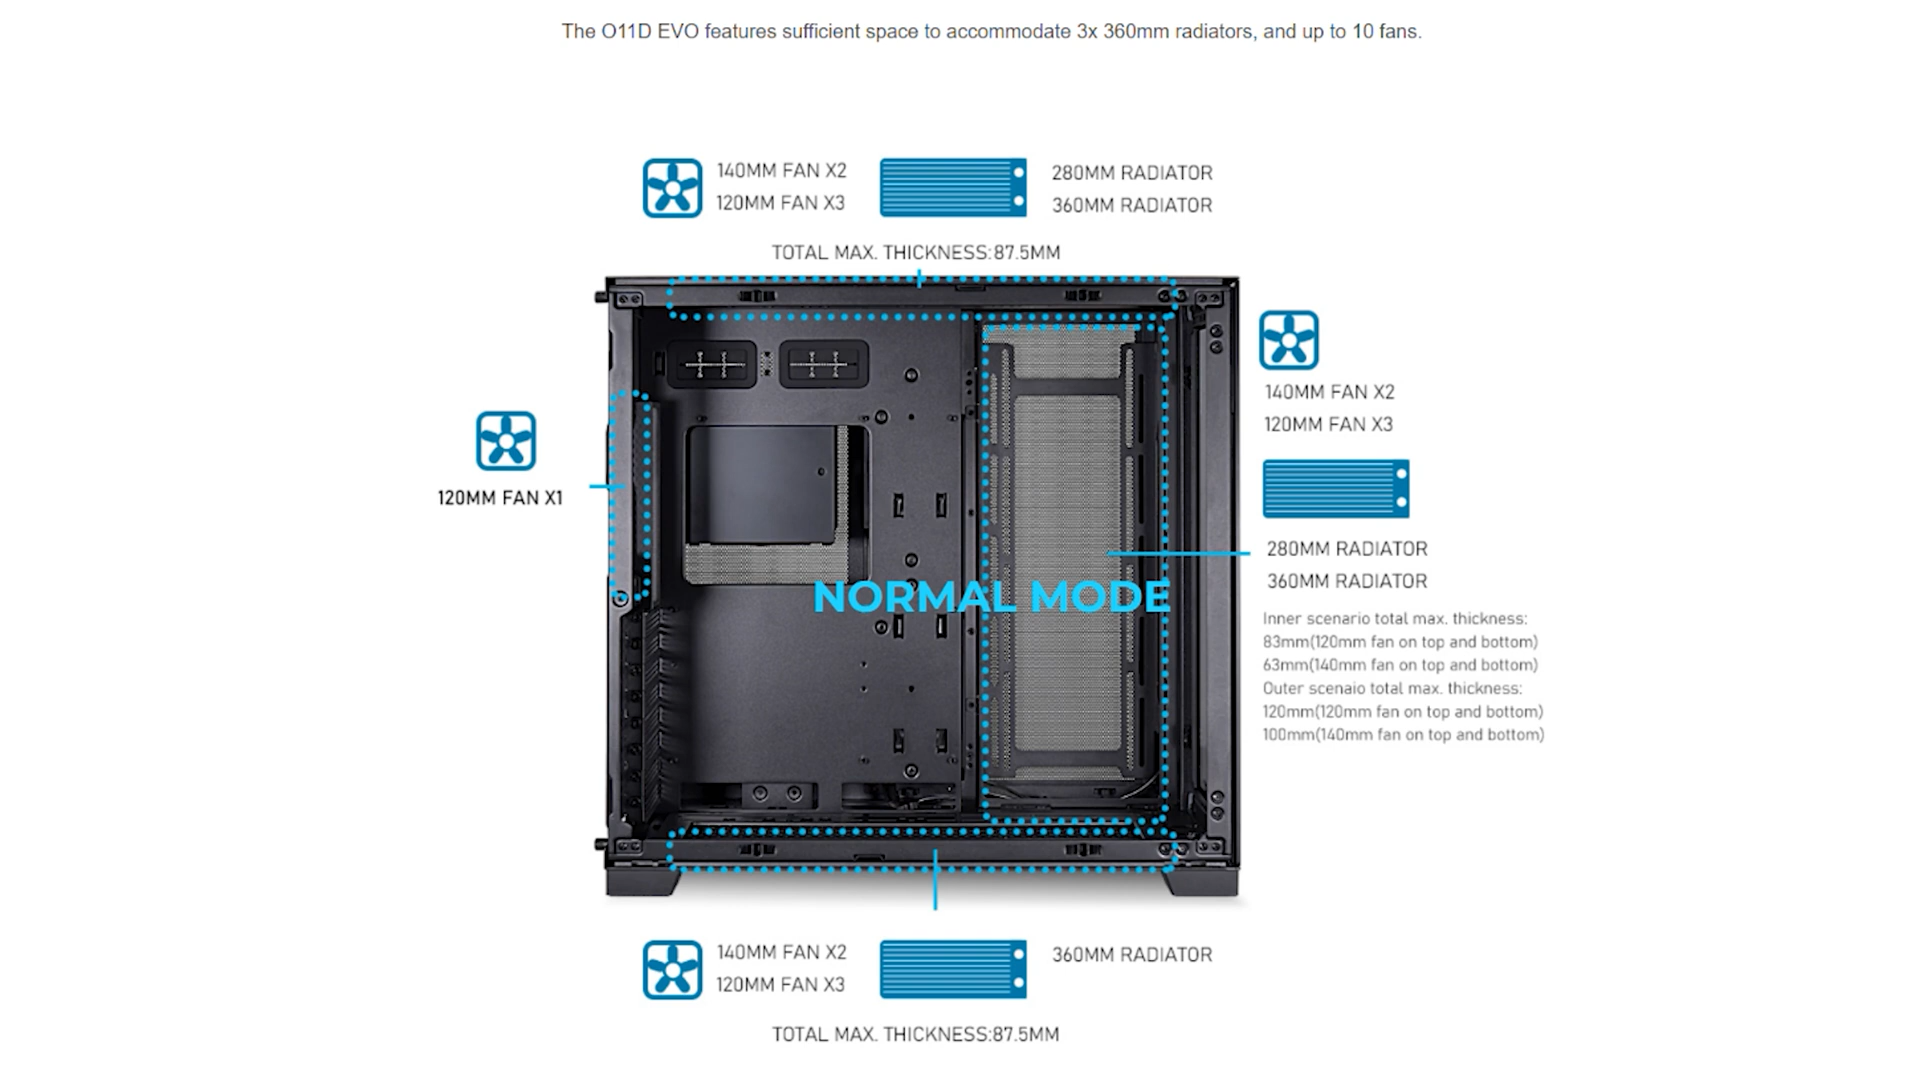 The O11D EVO features sufficient space to accommodate 3x 360mm radiators, and up to 10 fans.
140MM FAN X2
120MM FAN X3
280MM RADIATOR
360MM RADIATOR
TOTAL MAX. THICKNESS:87.5MM
140MM FAN X2
120MM FAN X3
120MM FAN X1
280MM RADIATOR
360MM RADIATOR
NORMAL MODE
Inner scenario total max. thickness:
83mm(120mm fan on top and bottom)
63mm(140mm fan on top and bottom)
Outer scenaio total max. thickness:
120mm(120mm fan on top and bottom)
100mm(140mm fan on top and bottom)
140MM FAN X2
120MM FAN X3
360MM RADIATOR
TOTAL MAX. THICKNESS:87.5MM